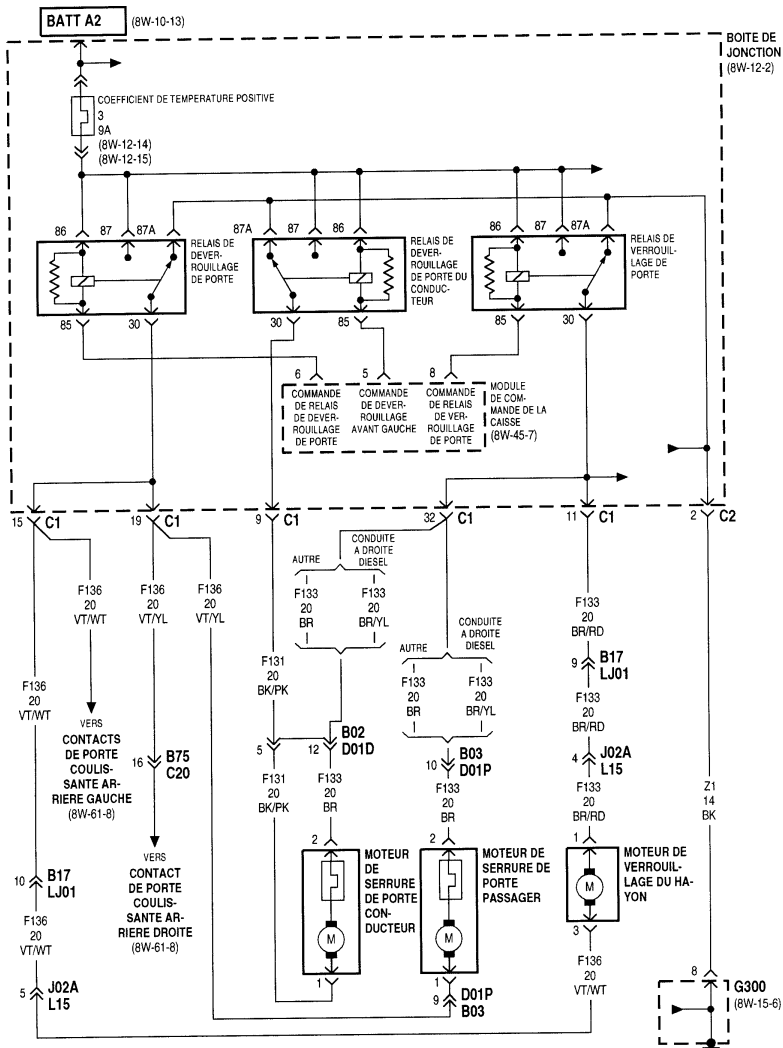 BATT A2
(8W-10-13)
BOITE DE
JONCTION
(8W-12-2)
COEFFICIENT DE TEMPERATURE POSITIVE
3
9A
(8W-12-14)
(8W-12-15)
86
87
87A
87A
87
86
86
87
87A
RELAIS DE
DEVER-
ROUILLAGE
DE PORTE
RELAIS DE
DEVER-
ROUILLAGE
DE PORTE DU
CONDUC-
TEUR
RELAIS DE
VERROUIL-
LAGE DE
PORTE
85
30
30
85
85
30
6
5
8
COMMANDE
DE RELAIS
DE DEVER-
ROUILLAGE
DE PORTE
COMMANDE
DE DEVER-
ROUILLAGE
AVANT GAUCHE
COMMANDE
DE RELAIS
DE VER-
ROUILLAGE
DE PORTE
MODULE
DE COM-
MANDE DE LA
CAISSE
(8W-45-7)
15
C1
19
C1
9
C1
32
C1
11
C1
2
C2
F136
20
VT/WT
F136
20
VT/YL
F136
20
VT/YL
AUTRE
CONDUITE
A DROITE
DIESEL
F133
20
BR
F133
20
BR/YL
F133
20
BR/RD
AUTRE
CONDUITE
A DROITE
DIESEL
F133
20
BR
F133
20
BR/YL
F131
20
BK/PK
9
B17
LJ01
F136
20
VT/WT
F133
20
BR/RD
VERS
CONTACTS
DE PORTE
COULIS-
SANTE AR-
RIERE GAUCHE
(8W-61-8)
16
B75
C20
5
12
B02
D01D
10
B03
D01P
4
J02A
L15
F131
20
BK/PK
F133
20
BR
F133
20
BR
F133
20
BR/RD
Z1
14
BK
VERS
CONTACT
DE PORTE
COULIS-
SANTE AR-
RIERE DROITE
(8W-61-8)
2
2
1
MOTEUR
DE
SERRURE
DE PORTE
CON-
DUCTEUR
MOTEUR DE
SERRURE DE
PORTE
PASSAGER
MOTEUR DE
VERROUIL-
LAGE DU HA-
YON
M
M
M
10
B17
LJ01
F136
20
VT/WT
3
F136
20
VT/WT
1
1
5
J02A
L15
9
D01P
B03
8
G300
(8W-15-6)